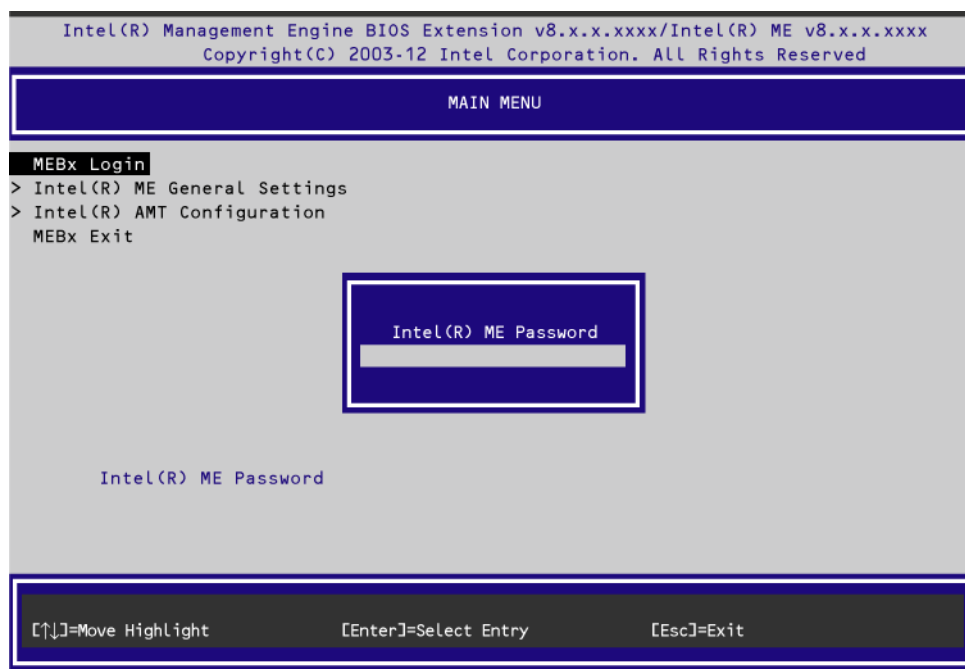 Intel(R) Management Engine BIOS Extension v8.x.x.xxxx/Intel(R) ME v8.x.x.xxxx
Copyright(C) 2003-12 Intel Corporation. All Rights Reserved
MAIN MENU
MEBx Login
> Intel(R) ME General Settings
> Intel(R) AMT Configuration
MEBx Exit
Intel(R) ME Password
Intel(R) ME Password
[↑↓]=Move Highlight [Enter]=Select Entry [Esc]=Exit